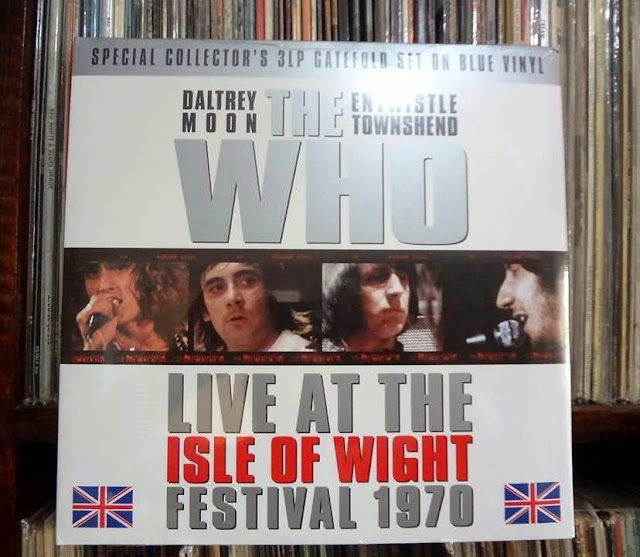 SPECIAL COLLECTOR'S 3LP GATEFOLD SET ON BLUE VINYL
DALTREY THE ENTWISTLE
MOON TOWNSHEND
WHO
LIVE AT THE
ISLE OF WIGHT
FESTIVAL 1970